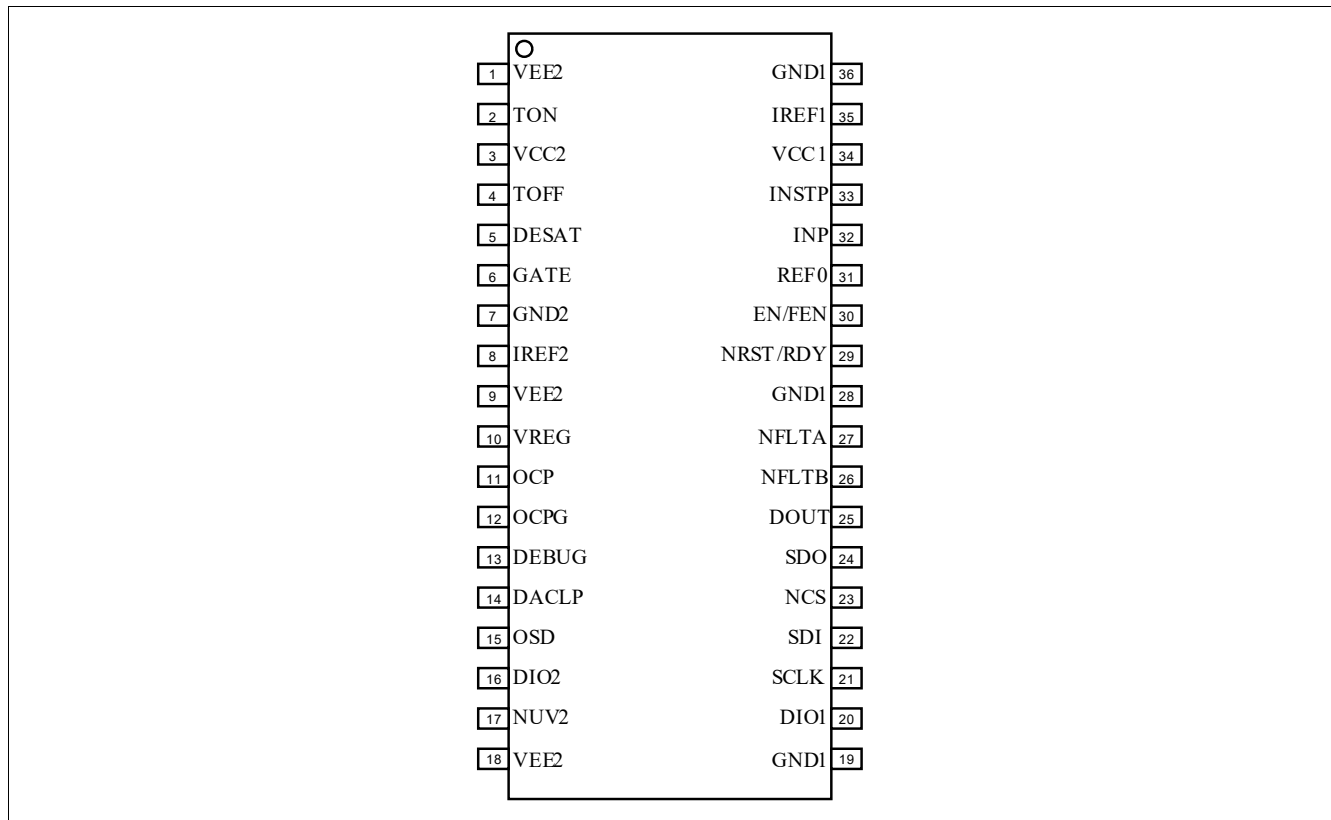 1 VEE2 GND1 36
2 TON IREF1 35
3 VCC2 VCC1 34
4 TOFF INSTP 33
5 DESAT INP 32
6 GATE REF0 31
7 GND2 EN/FEN 30
8 IREF2 NRST/RDY 29
9 VEE2 GND1 28
10 VREG NFLTA 27
11 OCP NFLTB 26
12 OCPG DOUT 25
13 DEBUG SDO 24
14 DACLP NCS 23
15 OSD SDI 22
16 DIO2 SCLK 21
17 NUV2 DIO1 20
18 VEE2 GND1 19